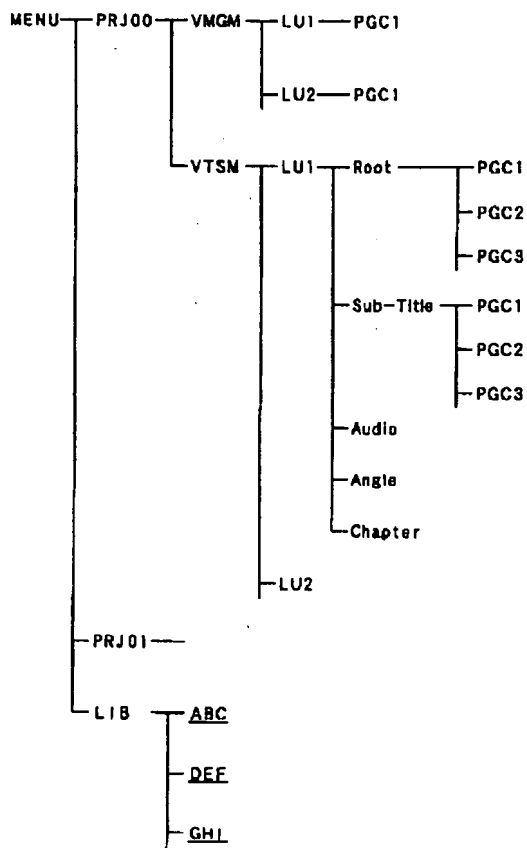 MENU PRJ00 VMGM LU1 PGC1
LU2 PGC1
VTSM LU1 Root PGC1
PGC2
PGC3
Sub-Title PGC1
PGC2
PGC3
Audio
Angle
Chapter
LU2
PRJ01
LIB ABC
DEF
GHI